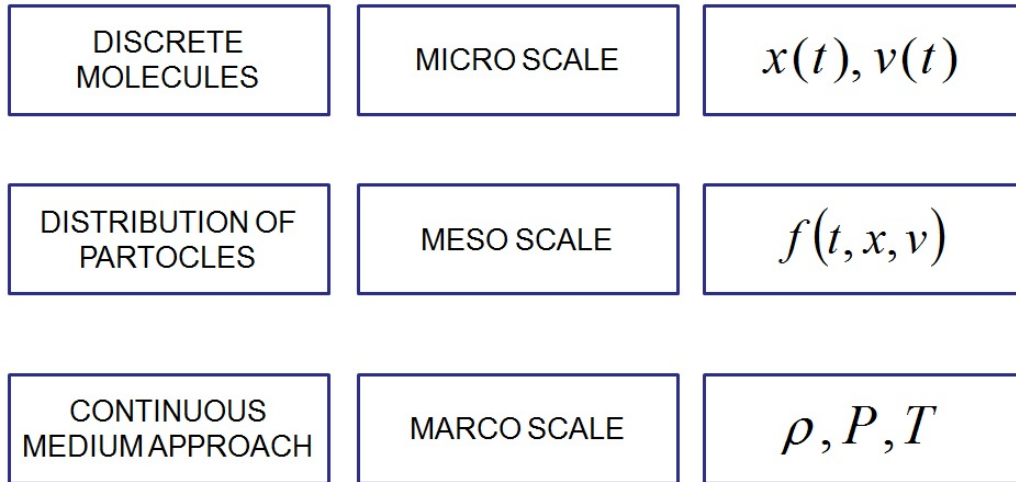 DISCRETE
MOLECULES
MICRO SCALE
x(t), v(t)
DISTRIBUTION OF
PARTOCLES
MESO SCALE
f(t, x, v)
CONTINUOUS
MEDIUM APPROACH
MARCO SCALE
ρ, P, T